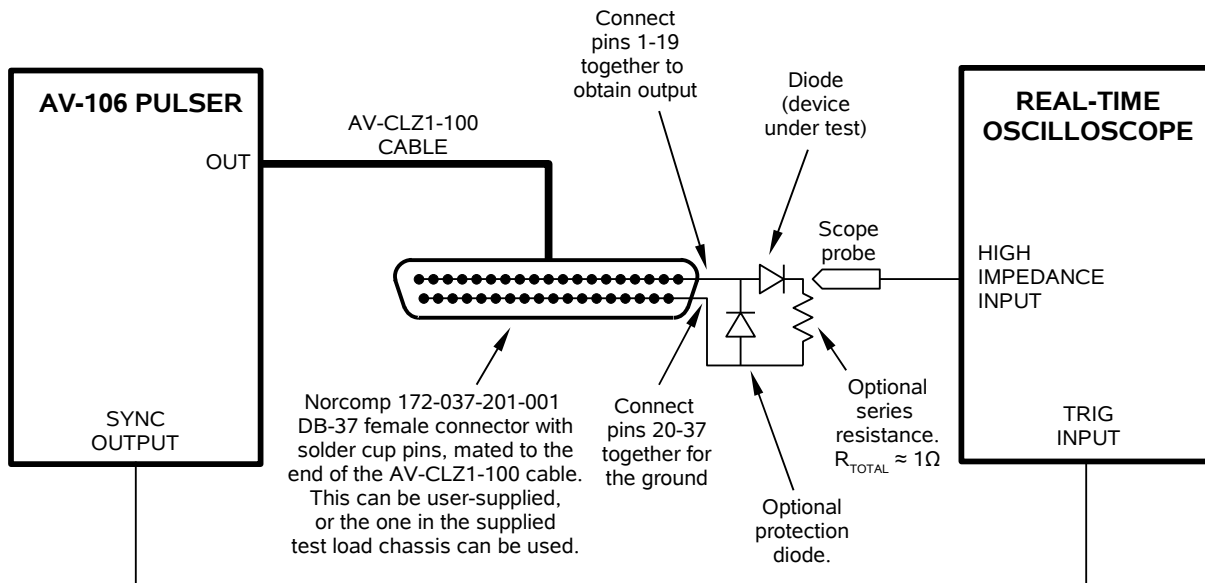 Connect
pins 1-19
together to
obtain output
Diode
(device
under test)
AV-106 PULSER
REAL-TIME
OSCILLOSCOPE
AV-CLZ1-100
CABLE
OUT
Scope
probe
HIGH
IMPEDANCE
INPUT
Norcomp 172-037-201-001
DB-37 female connector with
solder cup pins, mated to the
end of the AV-CLZ1-100 cable.
This can be user-supplied,
or the one in the supplied
test load chassis can be used.
Connect
pins 20-37
together for
the ground
Optional
series
resistance.
R_TOTAL ≈ 1Ω
Optional
protection
diode.
SYNC
OUTPUT
TRIG
INPUT